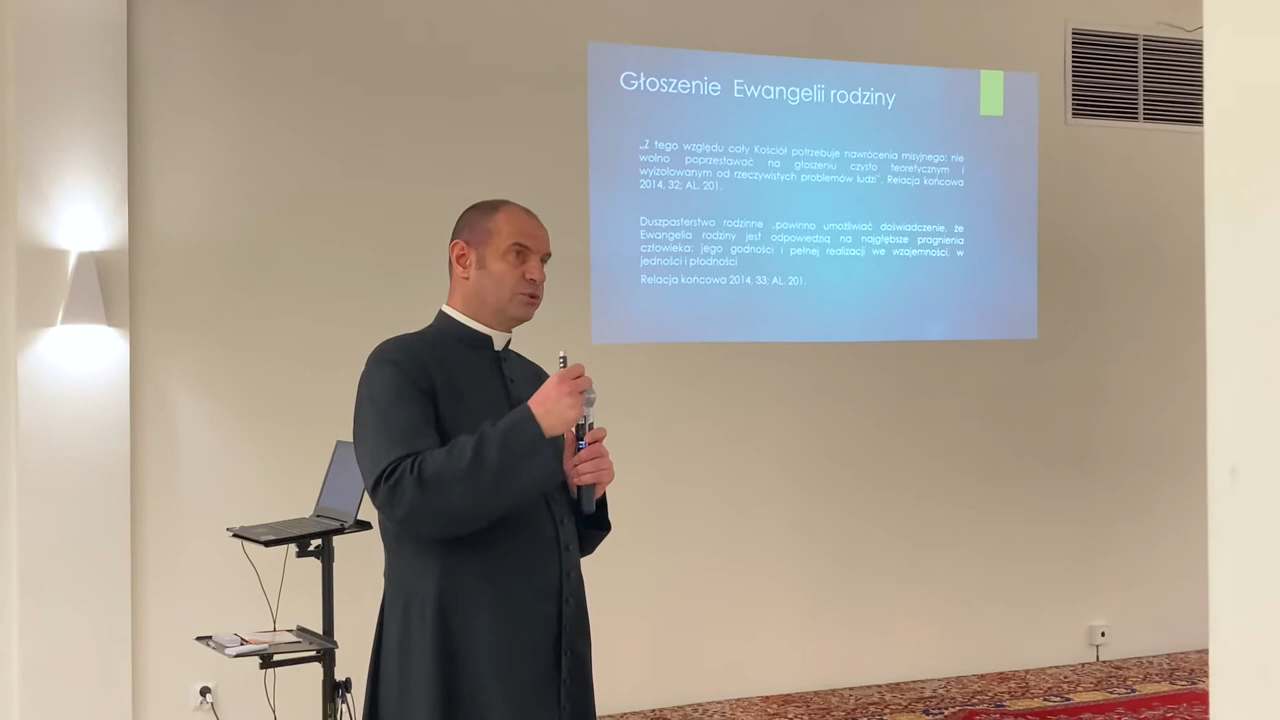 Głoszenie Ewangelii rodziny
„Z tego względu cały Kościół potrzebuje nawrócenia misyjnego: nie
wolno poprzestawać na głoszeniu czysto teoretycznym i
wyizolowanym od rzeczywistych problemów ludzi”. Relacja końcowa
2014, 32; AL. 201.
Duszpasterstwo rodzinne „powinno umożliwiać doświadczenie, że
Ewangelia rodziny jest odpowiedzią na najgłębsze pragnienia
człowieka: jego godności i pełnej realizacji we wzajemności, w
jedności i płodności
Relacja końcowa 2014, 33; AL. 201.